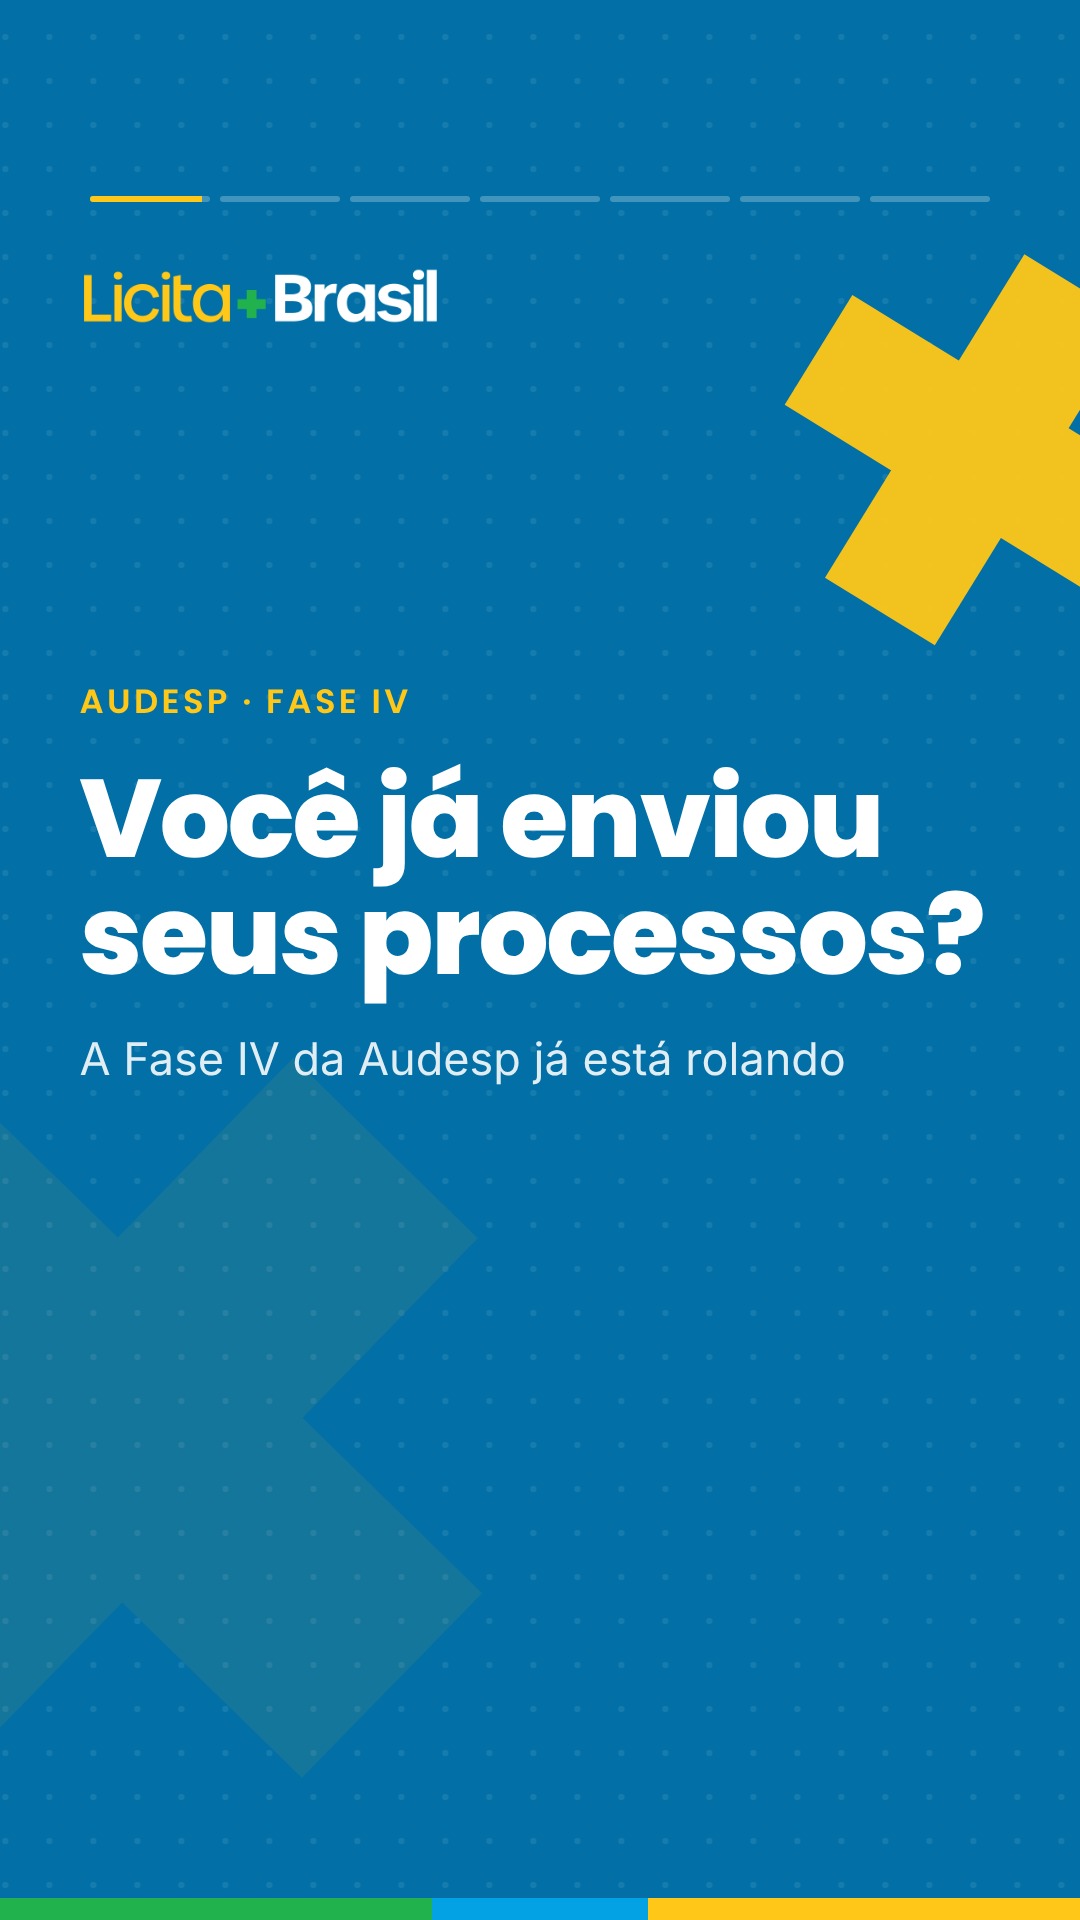 Licita+Brasil
AUDESP · FASE IV
Você já enviou
seus processos?
A Fase IV da Audesp já está rolando